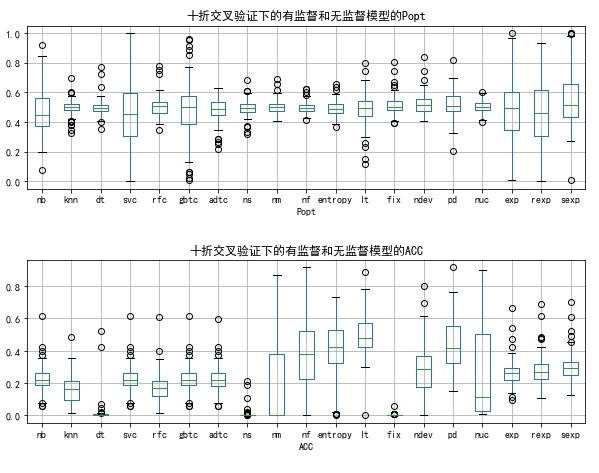 十折交叉验证下的有监督和无监督模型的Popt
1.0
0.8
0.6
0.4
0.2
0.0
nb knn dt svc rfc gbtc adtc ns nm nf entropy lt fix ndev pd nuc exp rexp sexp
Popt
十折交叉验证下的有监督和无监督模型的ACC
0.8
0.6
0.4
0.2
0.0
nb knn dt svc rfc gbtc adtc ns nm nf entropy lt fix ndev pd nuc exp rexp sexp
ACC